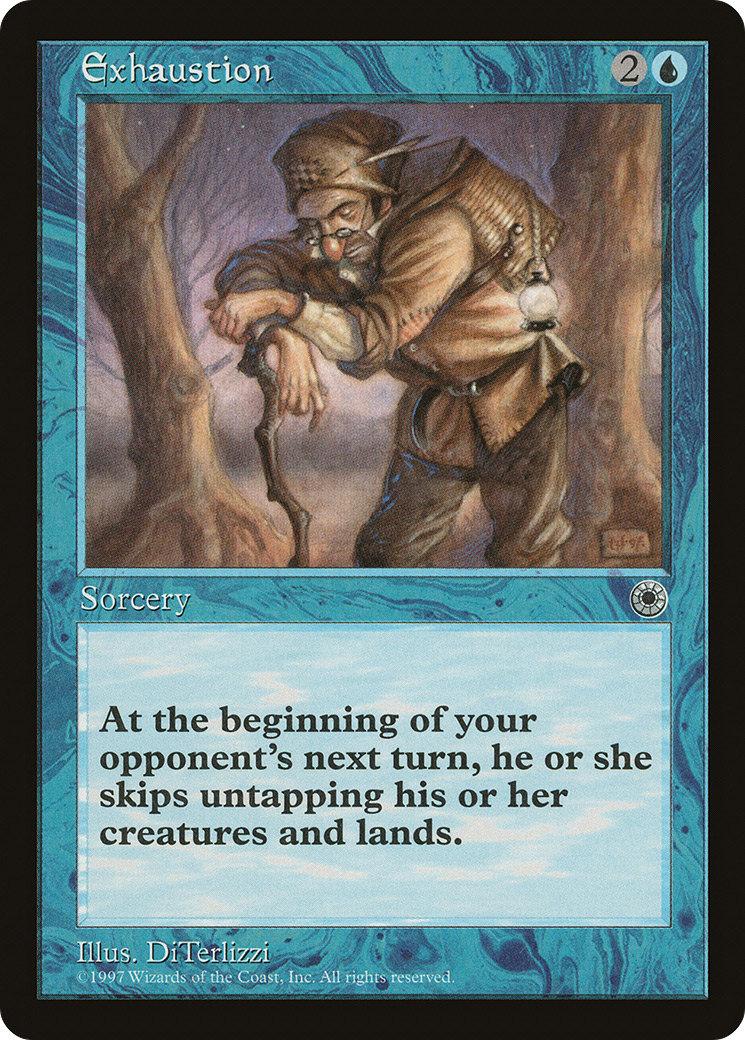 Exhaustion 2
Sorcery
At the beginning of your
opponent's next turn, he or she
skips untapping his or her
creatures and lands.
Illus. DiTerlizzi
©1997 Wizards of the Coast, Inc. All rights reserved.